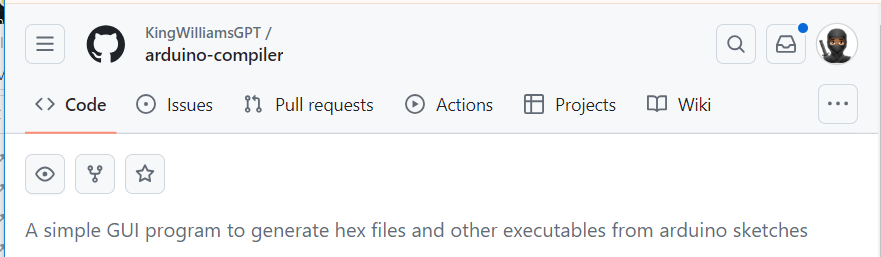 KingWilliamsGPT /
arduino-compiler
Code Issues Pull requests Actions Projects Wiki
A simple GUI program to generate hex files and other executables from arduino sketches